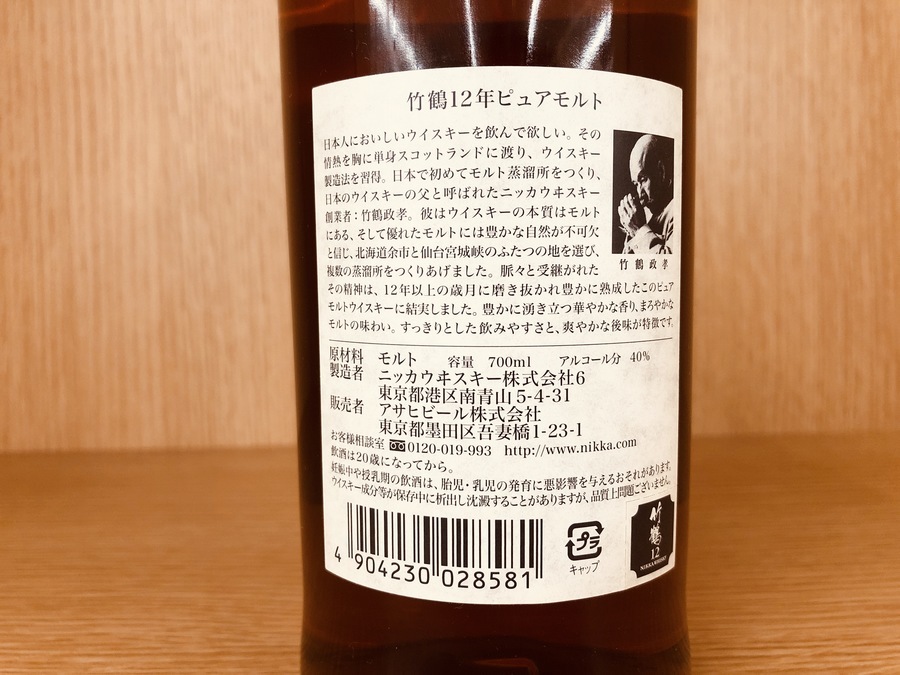 竹鶴12年ピュアモルト
日本人においしいウイスキーを飲んで欲しい。その
情熱を胸に単身スコットランドに渡り、ウイスキー
製造法を習得。日本で初めてモルト蒸溜所をつくり、
日本のウイスキーの父と呼ばれたニッカウヰスキー
創業者:竹鶴政孝。彼はウイスキーの本質はモルト
にある、そして優れたモルトには豊かな自然が不可欠
と信じ、北海道余市と仙台宮城峡のふたつの地を選び、
複数の蒸溜所をつくりあげました。脈々と受継がれた
その精神は、12年以上の歳月に磨き抜かれ豊かに熟成したこのピュア
モルトウイスキーに結実しました。豊かに湧き立つ華やかな香り、まろやかな
モルトの味わい。すっきりとした飲みやすさと、爽やかな後味が特徴です。
竹鶴政孝
原材料 モルト 容量 700ml アルコール分 40%
製造者 ニッカウヰスキー株式会社6
東京都港区南青山5-4-31
販売者 アサヒビール株式会社
東京都墨田区吾妻橋1-23-1
お客様相談室 0120-019-993 http://www.nikka.com
飲酒は20歳になってから。
妊娠中や授乳期の飲酒は、胎児・乳児の発育に悪影響を与えるおそれがあります。
ウイスキー成分等が保存中に析出し沈澱することがありますが、品質上問題ございません。
4 904230 028581
プラ
キャップ
竹鶴
12
NIKKA WHISKY